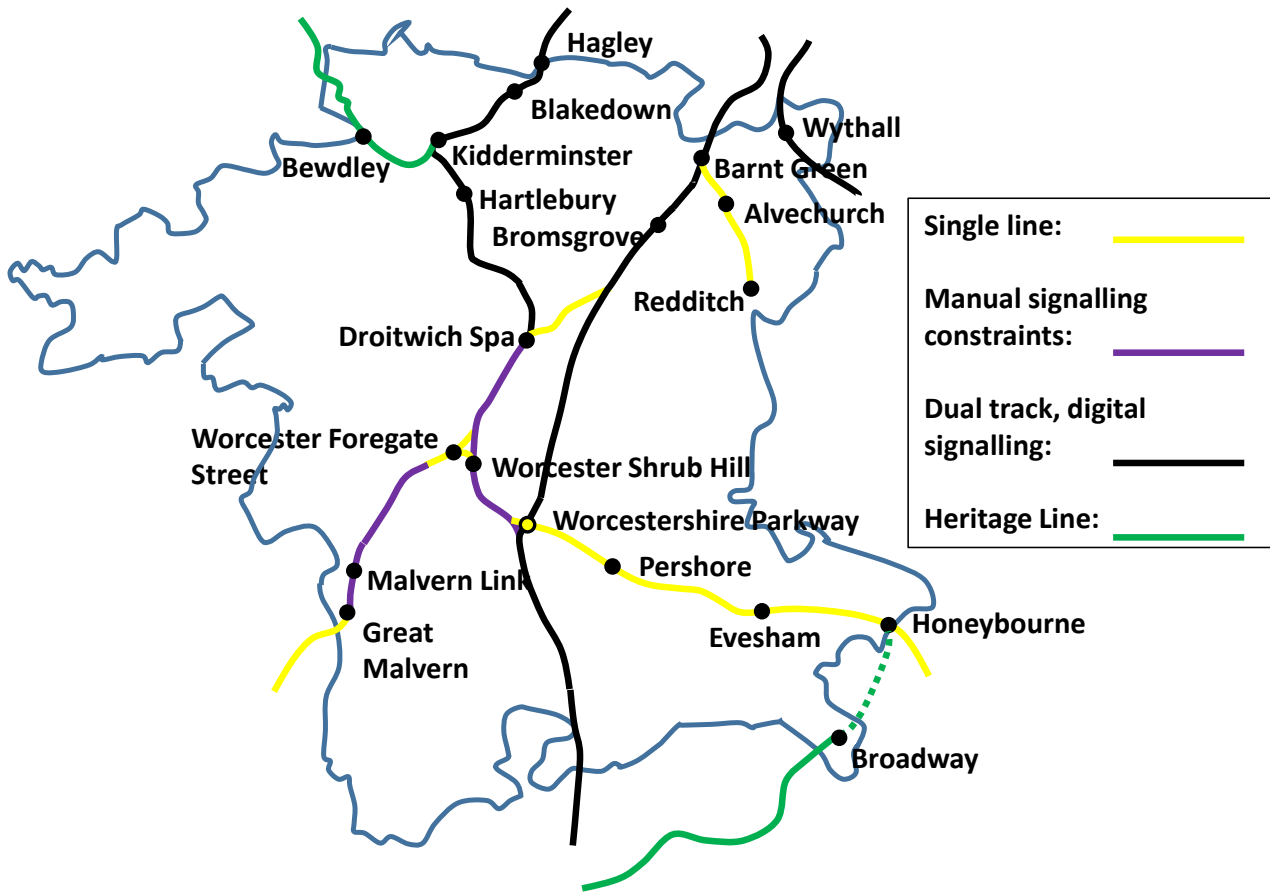 Hagley
Blakedown
Wythall
Bewdley
Kidderminster
Barnt Green
Hartlebury
Alvechurch
Bromsgrove
Redditch
Droitwich Spa
Worcester Foregate
Street
Worcester Shrub Hill
Worcestershire Parkway
Pershore
Malvern Link
Great
Malvern
Evesham
Honeybourne
Broadway
Single line:
Manual signalling
constraints:
Dual track, digital
signalling:
Heritage Line: